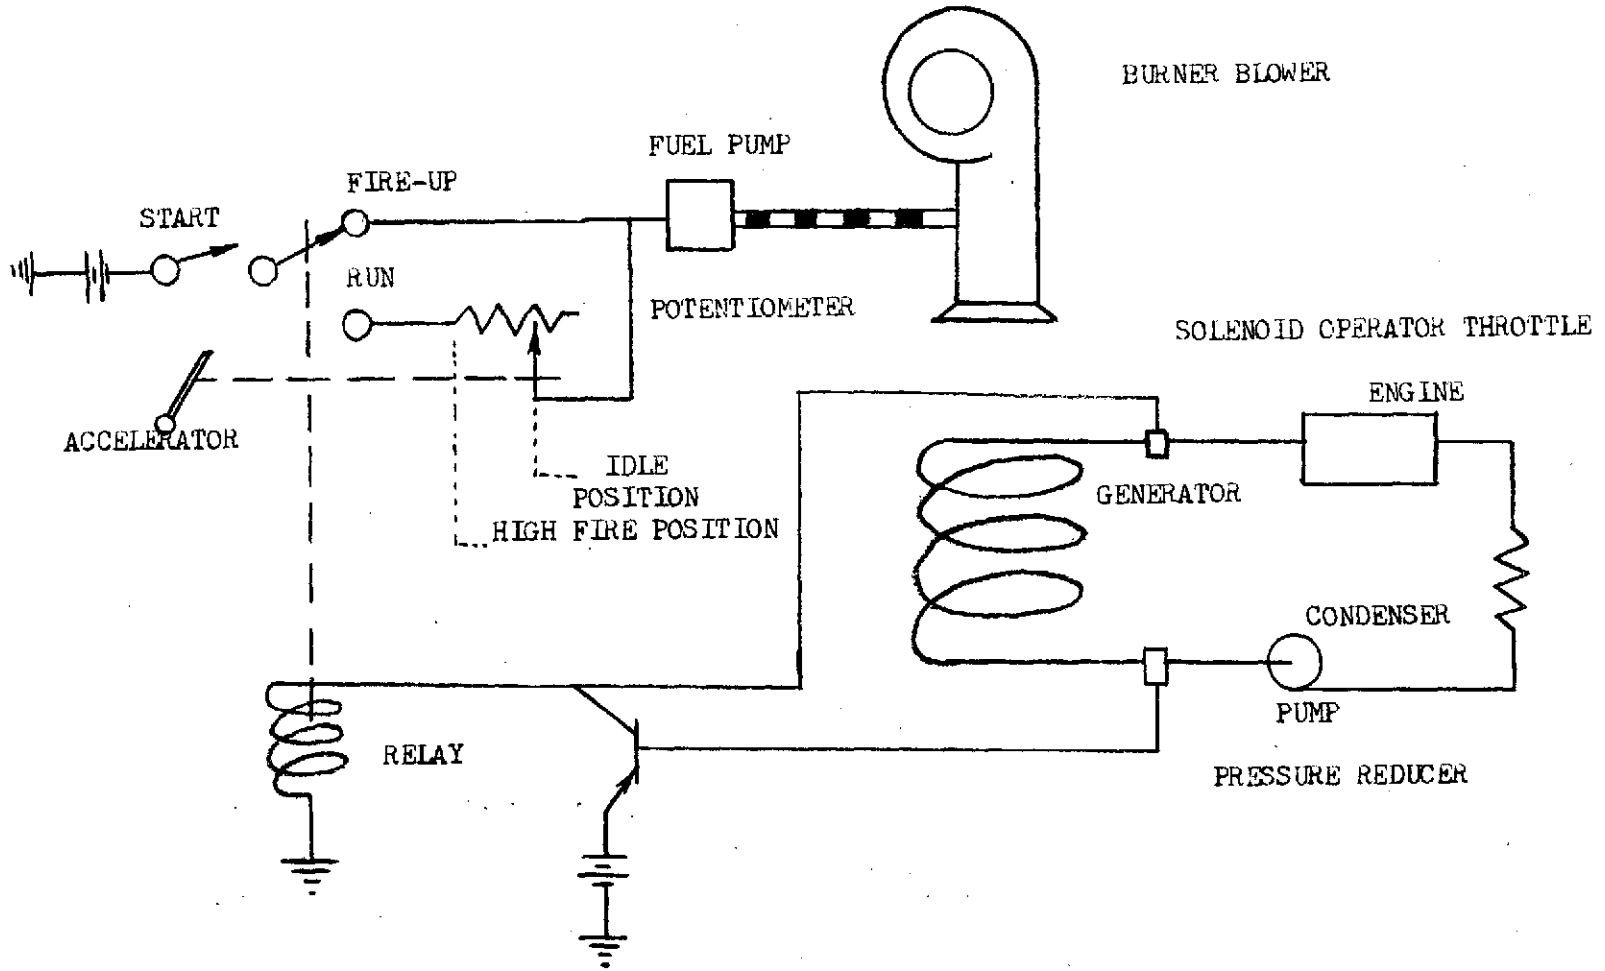 BURNER BLOWER
FUEL PUMP
FIRE-UP
START
RUN
POTENTIOMETER
SOLENOID OPERATOR THROTTLE
ENGINE
ACCELERATOR
IDLE
POSITION
HIGH FIRE POSITION
GENERATOR
CONDENSER
PUMP
RELAY
PRESSURE REDUCER